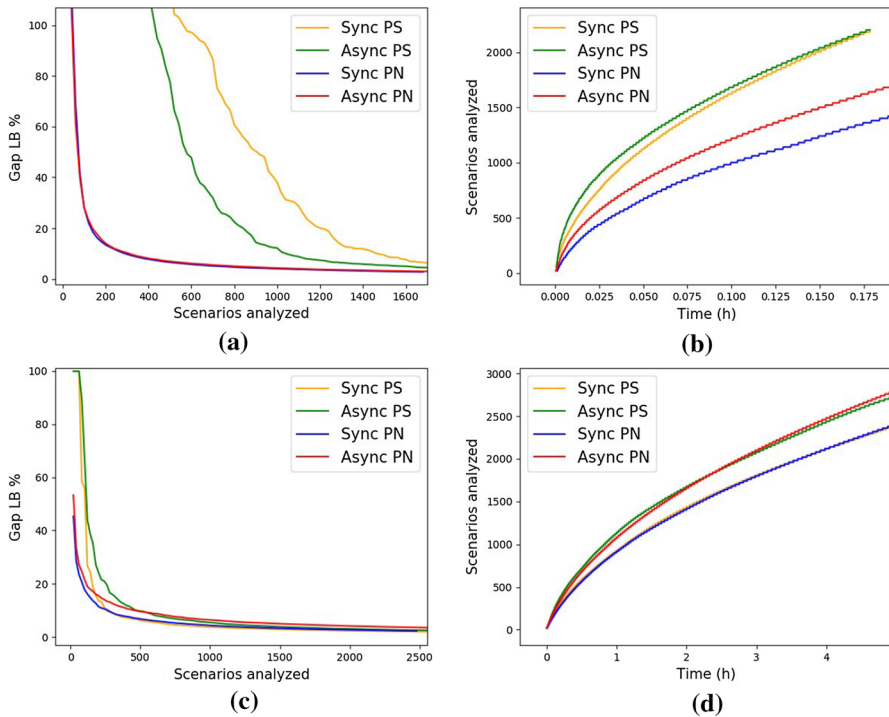 Gap LB %
100
80
60
40
20
0
Sync PS
Async PS
Sync PN
Async PN
0 200 400 600 800 1000 1200 1400 1600
Scenarios analyzed
(a)
Scenarios analyzed
2000
1500
1000
500
0
Sync PS
Async PS
Sync PN
Async PN
0.000 0.025 0.050 0.075 0.100 0.125 0.150 0.175
Time (h)
(b)
Gap LB %
100
80
60
40
20
0
Sync PS
Async PS
Sync PN
Async PN
0 500 1000 1500 2000 2500
Scenarios analyzed
(c)
Scenarios analyzed
3000
2500
2000
1500
1000
500
0
Sync PS
Async PS
Sync PN
Async PN
0 1 2 3 4
Time (h)
(d)